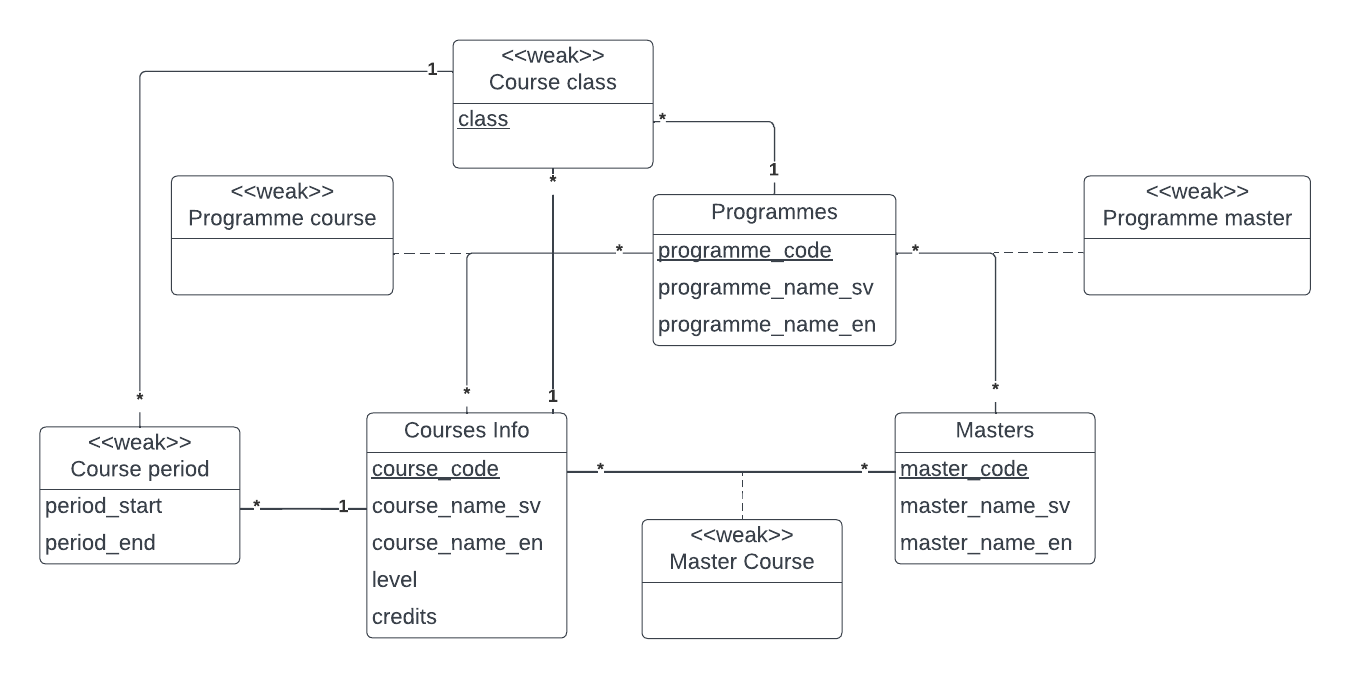 <<weak>>
Course class
class
1
*
*
1
<<weak>>
Programme course
Programmes
programme_code
programme_name_sv
programme_name_en
*
*
<<weak>>
Programme master
*
*
1
*
<<weak>>
Course period
period_start
period_end
*
1
Courses Info
course_code
course_name_sv
course_name_en
level
credits
*
*
<<weak>>
Master Course
Masters
master_code
master_name_sv
master_name_en